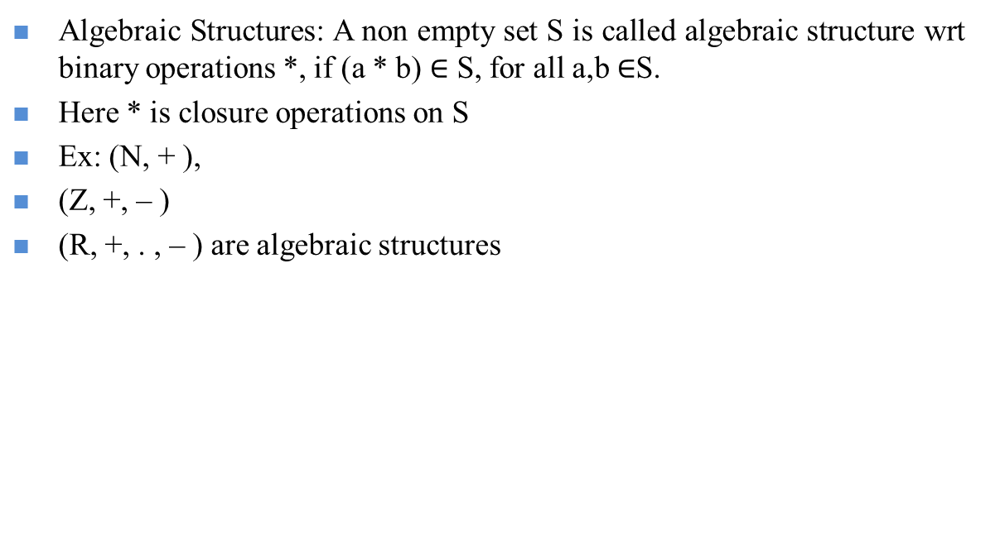 Algebraic Structures: A non empty set S is called algebraic structure wrt
binary operations *, if (a * b) ∈ S, for all a,b ∈S.
Here * is closure operations on S
Ex: (N, + ),
(Z, +, – )
(R, +, . , – ) are algebraic structures